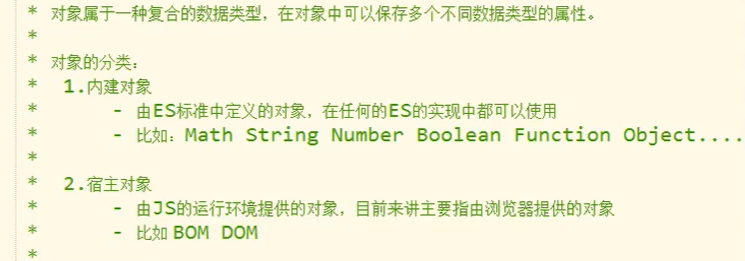 * 对象属于一种复合的数据类型，在对象中可以保存多个不同数据类型的属性。
*
* 对象的分类：
* 1.内建对象
* - 由ES标准中定义的对象，在任何的ES的实现中都可以使用
* - 比如：Math String Number Boolean Function Object....
*
* 2.宿主对象
* - 由JS的运行环境提供的对象，目前来讲主要指由浏览器提供的对象
* - 比如 BOM DOM
*